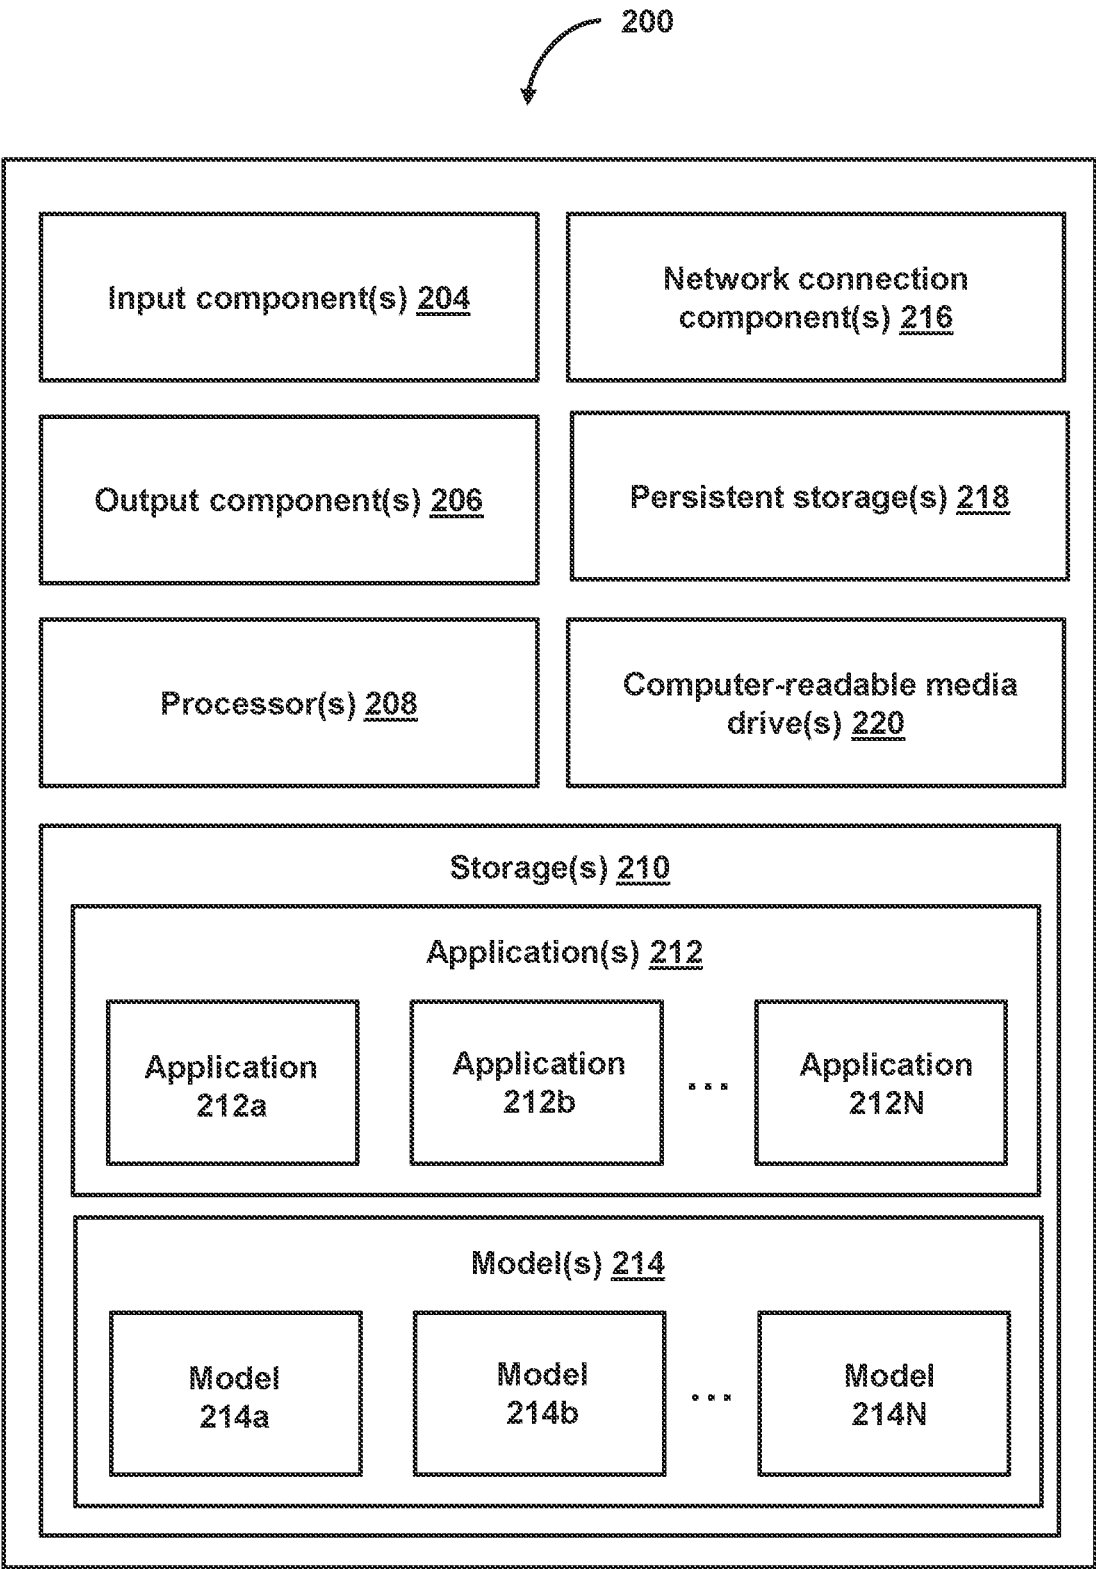 200
Input component(s) 204
Network connection
component(s) 216
Output component(s) 206
Persistent storage(s) 218
Processor(s) 208
Computer-readable media
drive(s) 220
Storage(s) 210
Application(s) 212
Application
212a
Application
212b
...
Application
212N
Model(s) 214
Model
214a
Model
214b
...
Model
214N